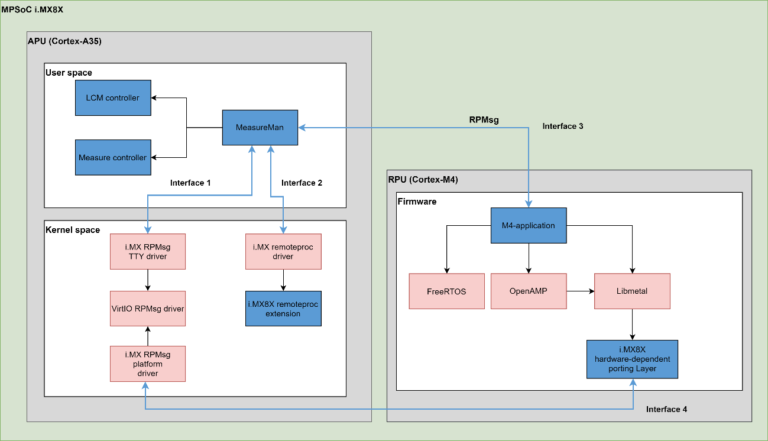 MPSoC i.MX8X
APU (Cortex-A35)
User space
LCM controller
MeasureMan
Measure controller
Interface 1
Interface 2
RPMsg
Interface 3
Kernel space
i.MX RPMsg
TTY driver
i.MX remoteproc
driver
VirtIO RPMsg driver
i.MX8X remoteproc
extension
i.MX RPMsg
platform
driver
RPU (Cortex-M4)
Firmware
M4-application
FreeRTOS
OpenAMP
Libmetal
i.MX8X
hardware-dependent
porting Layer
Interface 4